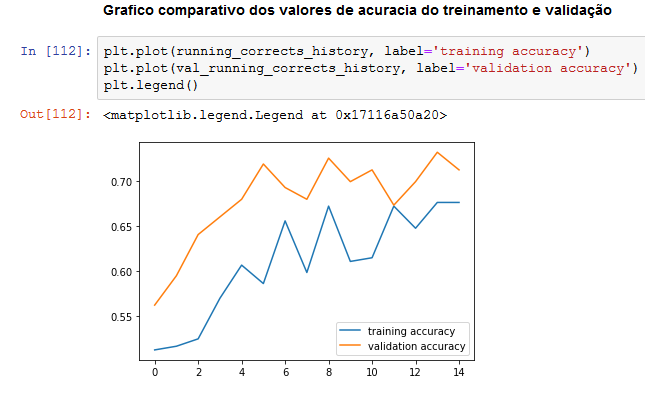 Grafico comparativo dos valores de acuracia do treinamento e validação
In [112]: plt.plot(running_corrects_history, label='training accuracy')
plt.plot(val_running_corrects_history, label='validation accuracy')
plt.legend()
Out[112]: <matplotlib.legend.Legend at 0x17116a50a20>
0.70
0.65
0.60
0.55
training accuracy
validation accuracy
0 2 4 6 8 10 12 14